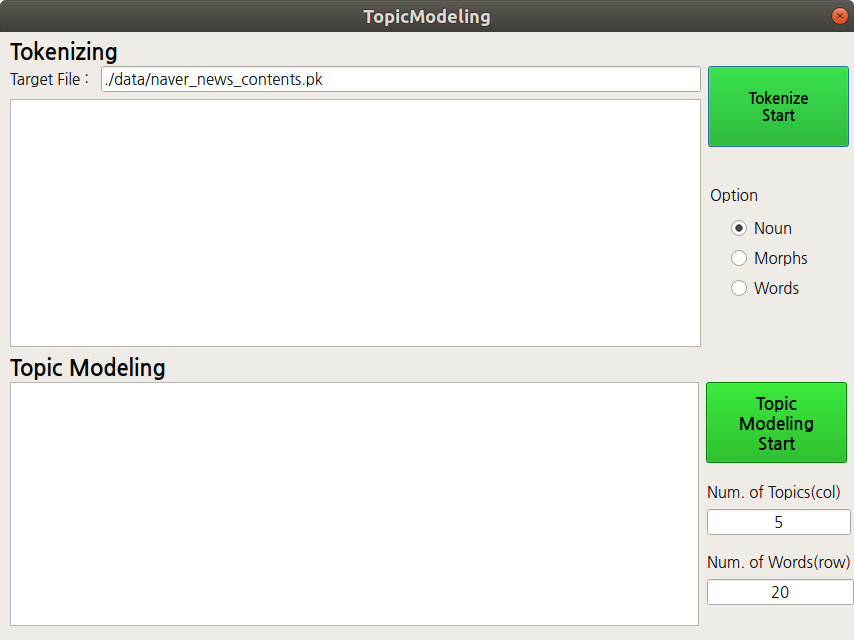 TopicModeling
Tokenizing
Target File : ./data/naver_news_contents.pk
Tokenize
Start
Option
Noun
Morphs
Words
Topic Modeling
Topic
Modeling
Start
Num. of Topics(col)
5
Num. of Words(row)
20